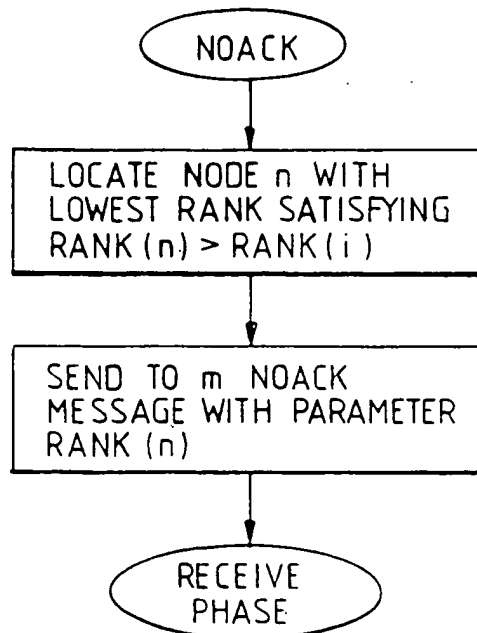 NOACK
LOCATE NODE n WITH
LOWEST RANK SATISFYING
RANK (n) > RANK (i)
SEND TO m NOACK
MESSAGE WITH PARAMETER
RANK (n)
RECEIVE
PHASE